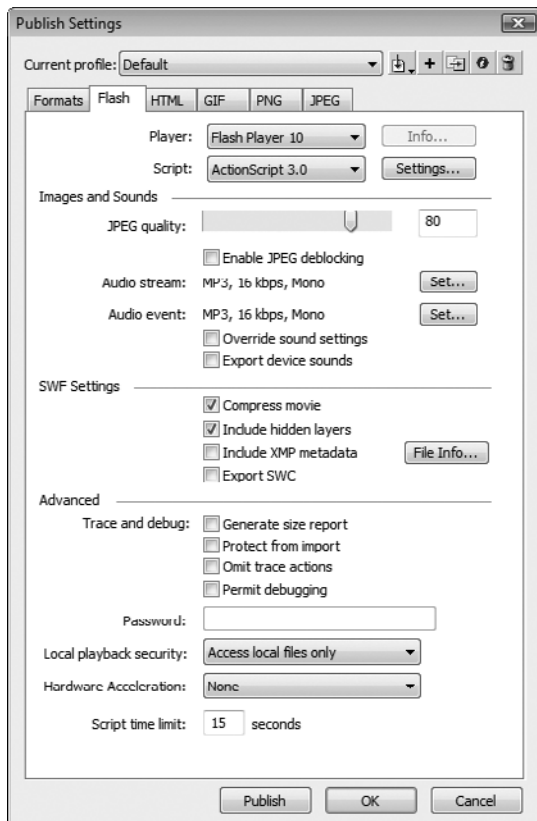 Publish Settings
Current profile: Default
Formats Flash HTML GIF PNG JPEG
Player: Flash Player 10 Info...
Script: ActionScript 3.0 Settings...
Images and Sounds
JPEG quality: 80
Enable JPEG deblocking
Audio stream: MP3, 16 kbps, Mono Set...
Audio event: MP3, 16 kbps, Mono Set...
Override sound settings
Export device sounds
SWF Settings
Compress movie
Include hidden layers
Include XMP metadata File Info...
Export SWC
Advanced
Trace and debug: Generate size report
Protect from import
Omit trace actions
Permit debugging
Password:
Local playback security: Access local files only
Hardware Acceleration: None
Script time limit: 15 seconds
Publish OK Cancel